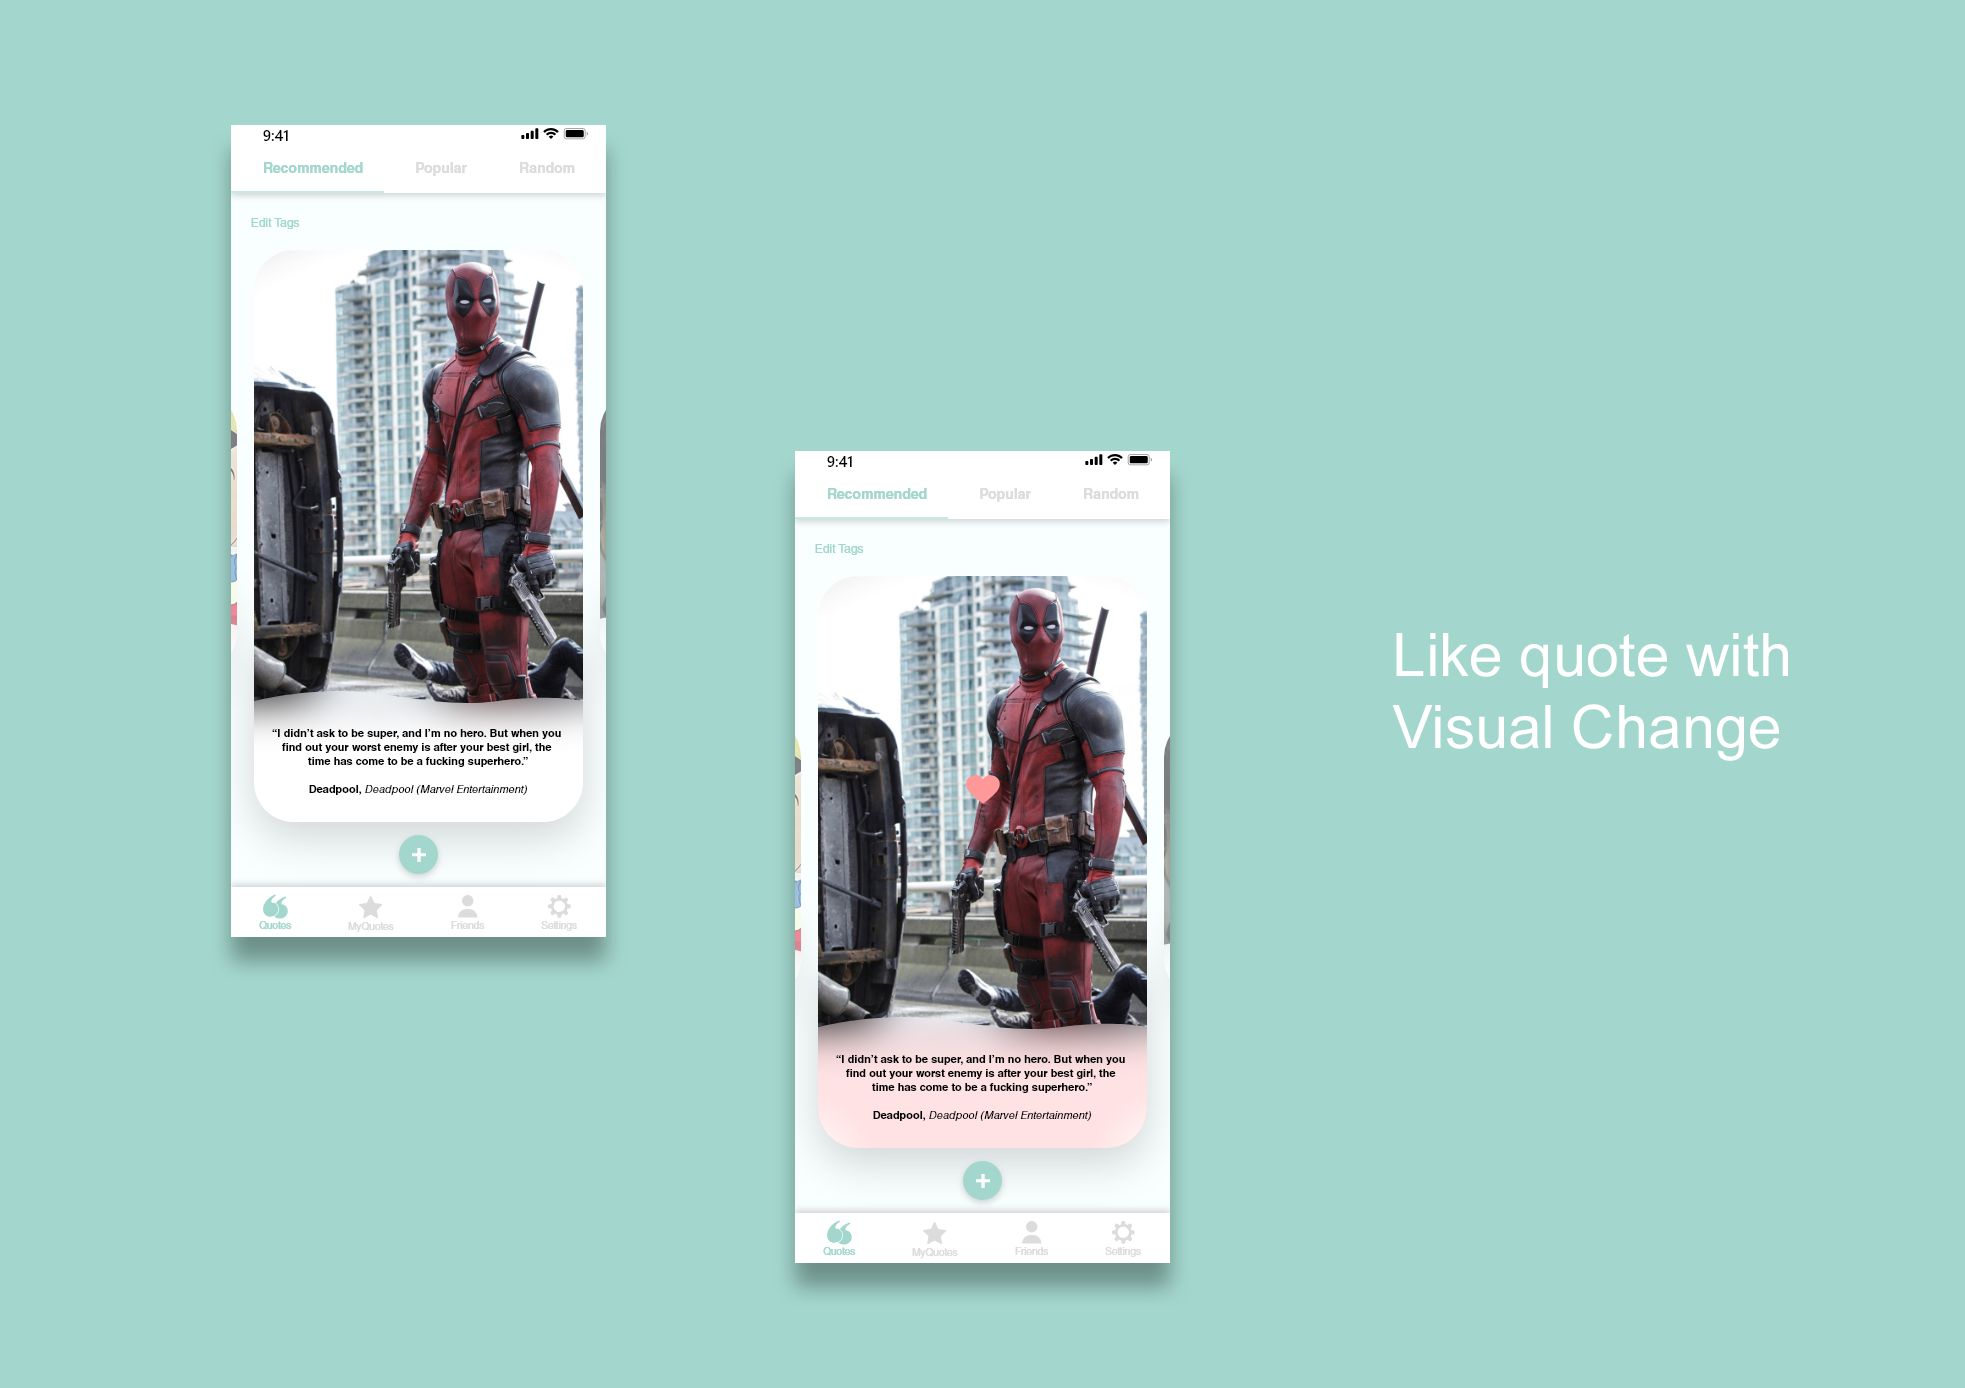 9:41
Recommended Popular Random
Edit Tags
“I didn’t ask to be super, and I’m no hero. But when you
find out your worst enemy is after your best girl, the
time has come to be a fucking superhero.”
Deadpool, Deadpool (Marvel Entertainment)
Quotes MyQuotes Friends Settings
9:41
Recommended Popular Random
Edit Tags
“I didn’t ask to be super, and I’m no hero. But when you
find out your worst enemy is after your best girl, the
time has come to be a fucking superhero.”
Deadpool, Deadpool (Marvel Entertainment)
Quotes MyQuotes Friends Settings
Like quote with
Visual Change